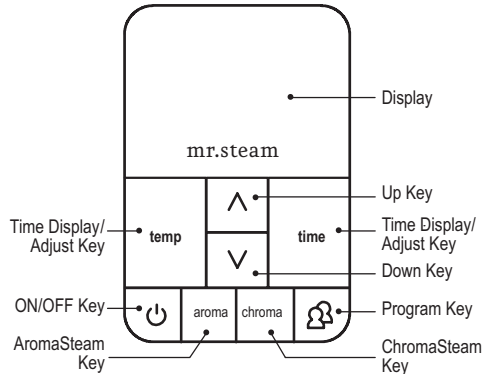 Display
mr.steam
Up Key
Time Display/
Adjust Key
temp
time
Time Display/
Adjust Key
Down Key
ON/OFF Key
aroma
chroma
Program Key
AromaSteam
Key
ChromaSteam
Key